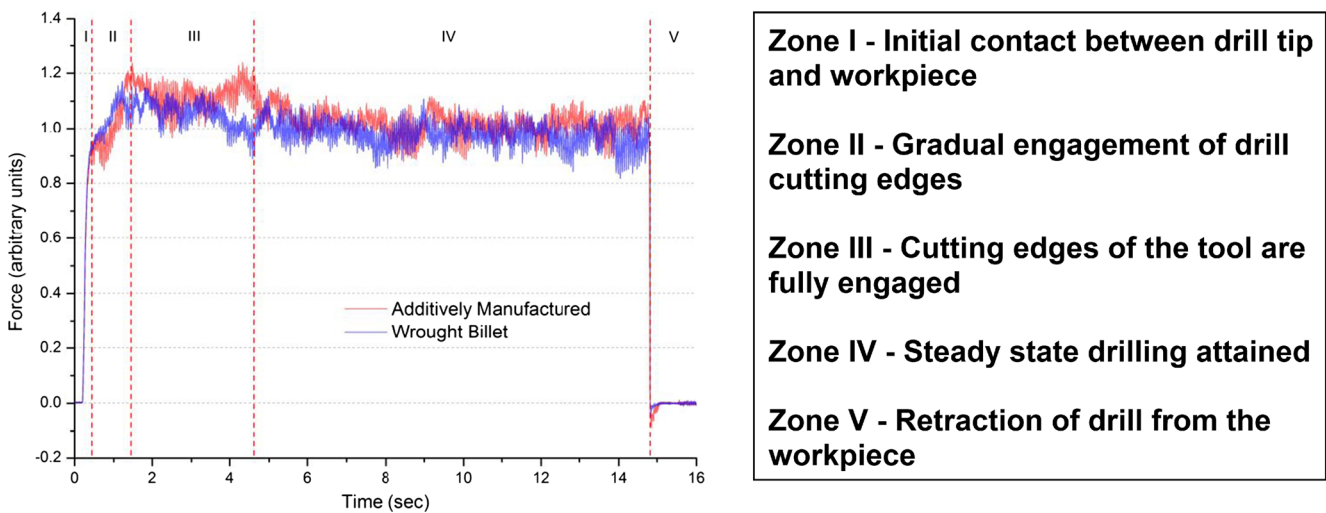 1.4
1.2
1.0
0.8
0.6
0.4
0.2
0.0
-0.2
Force (arbitrary units)
I
II
III
IV
V
Additively Manufactured
Wrought Billet
0
2
4
6
8
10
12
14
16
Time (sec)
Zone I - Initial contact between drill tip
and workpiece
Zone II - Gradual engagement of drill
cutting edges
Zone III - Cutting edges of the tool are
fully engaged
Zone IV - Steady state drilling attained
Zone V - Retraction of drill from the
workpiece